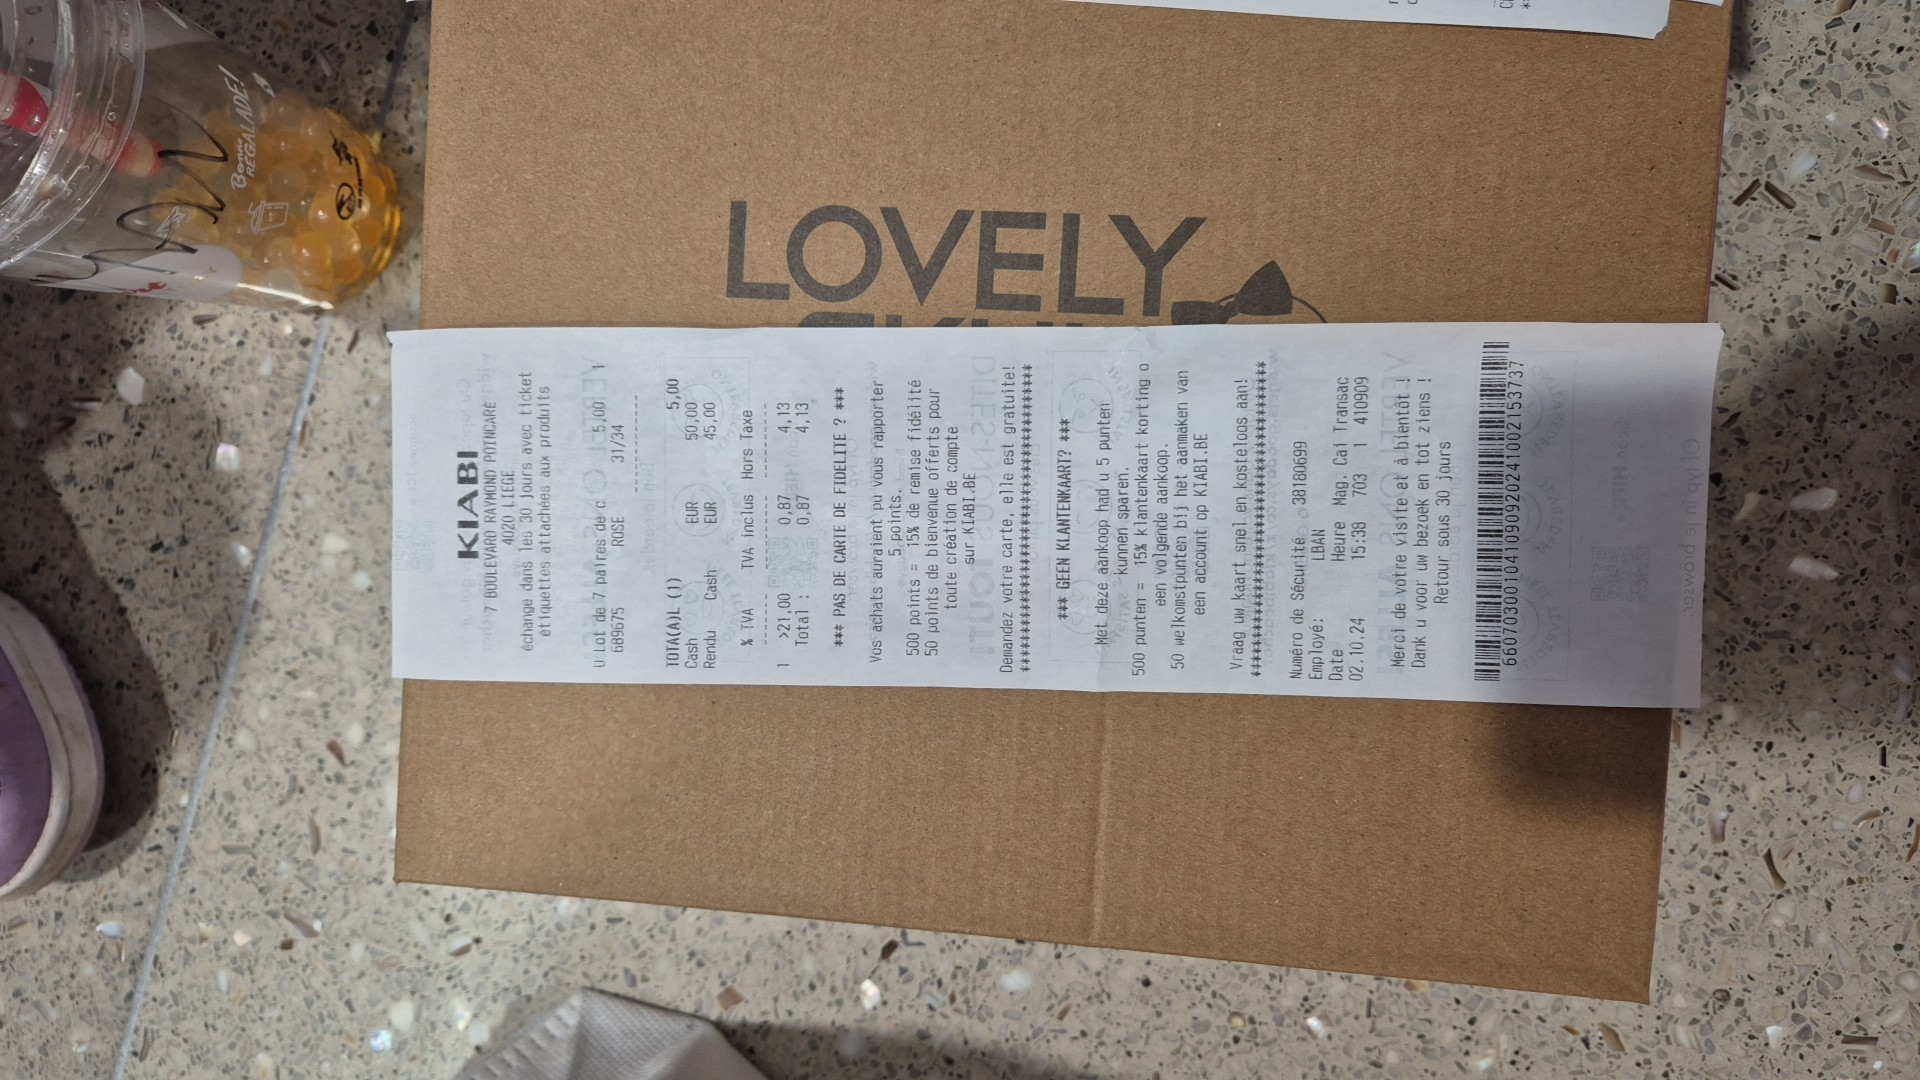 Bonne
REGALADE!
LOVELY
KIABI
7 BOULEVARD RAYMOND POINCARE
4020 LIEGE
échange dans les 30 jours avec ticket
étiquettes attachées aux produits
U Lot de 7 paires de c 5,00 1
689675 ROSE 31/34
TOTA(A)L (1) 5,00
Cash EUR 50,00
Rendu Cash EUR 45,00
% TVA TVA Inclus Hors Taxe
1 >21,00 0,87 4,13
Total : 0,87 4,13
*** PAS DE CARTE DE FIDELITE ? ***
Vos achats auraient pu vous rapporter
5 points.
500 points = 15% de remise fidélité
50 points de bienvenue offerts pour
toute création de compte
sur KIABI.BE
Demandez votre carte, elle est gratuite!
****************************************
*** GEEN KLANTENKAART? ***
Met deze aankoop had u 5 punten
kunnen sparen.
500 punten = 15% klantenkaart korting o
een volgende aankoop.
50 welkomstpunten bij het aanmaken van
een account op KIABI.BE
Vraag uw kaart, snel en kosteloos aan!
****************************************
Numéro de Sécurité: 38180699
Employé: LBAN
Date Heure Mag. Cai Transac
02.10.24 15:38 703 1 410909
Merci de votre visite et à bientôt !
Dank u voor uw bezoek en tot ziens !
Retour sous 30 jours
6607030010410909202410002153737